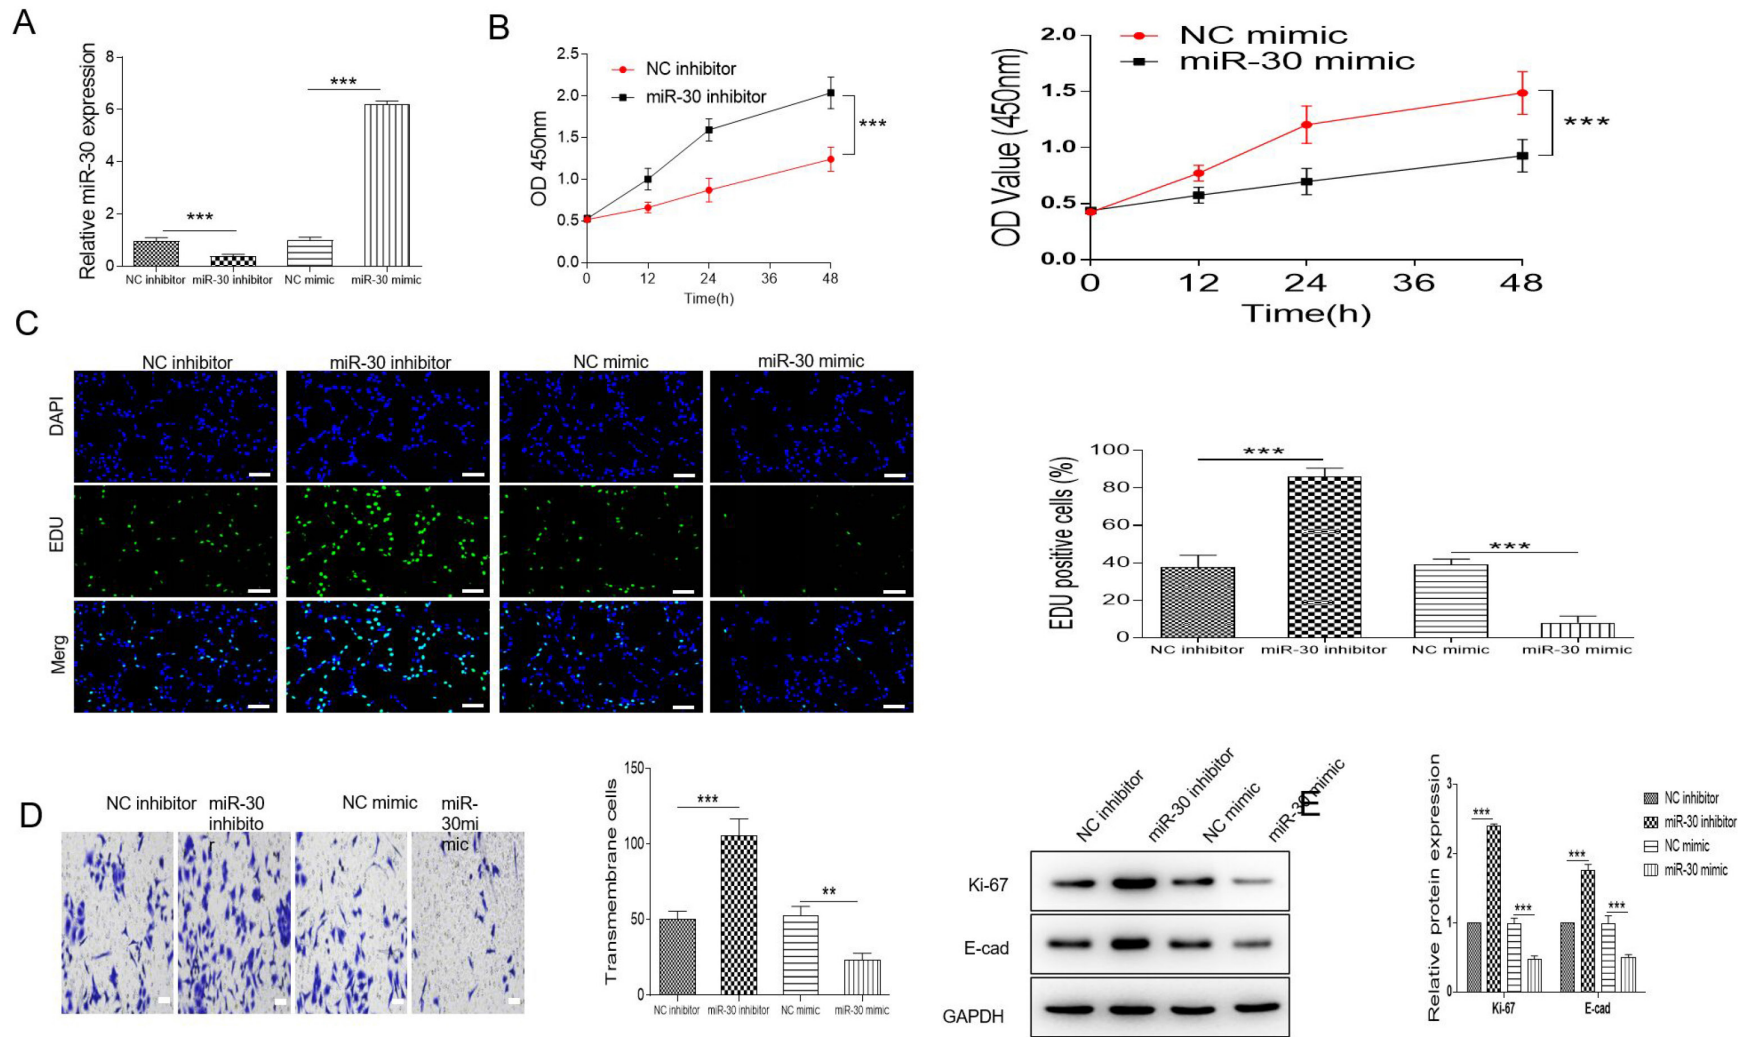 A
Relative miR-30 expression
8
6
4
2
0
***
***
NC inhibitor
miR-30 inhibitor
NC mimic
miR-30 mimic
B
OD 450nm
2.5
2.0
1.5
1.0
0.5
0.0
NC inhibitor
miR-30 inhibitor
***
0
12
24
36
48
Time(h)
OD Value (450nm)
2.0
1.5
1.0
0.5
0.0
NC mimic
miR-30 mimic
***
0
12
24
36
48
Time(h)
C
NC inhibitor
miR-30 inhibitor
NC mimic
miR-30 mimic
DAPI
EDU
Merg
EDU positive cells (%)
100
80
60
40
20
0
***
***
NC inhibitor
miR-30 inhibitor
NC mimic
miR-30 mimic
D
NC inhibitor
miR-30
inhibito
r
NC mimic
miR-
30mi
mic
Transmembrane cells
150
100
50
0
***
**
NC inhibitor
miR-30 inhibitor
NC mimic
miR-30 mimic
E
NC inhibitor
miR-30 inhibitor
NC mimic
miR-30 mimic
Ki-67
E-cad
GAPDH
Relative protein expression
3
2
1
0
***
***
***
***
Ki-67
E-cad
NC inhibitor
miR-30 inhibitor
NC mimic
miR-30 mimic